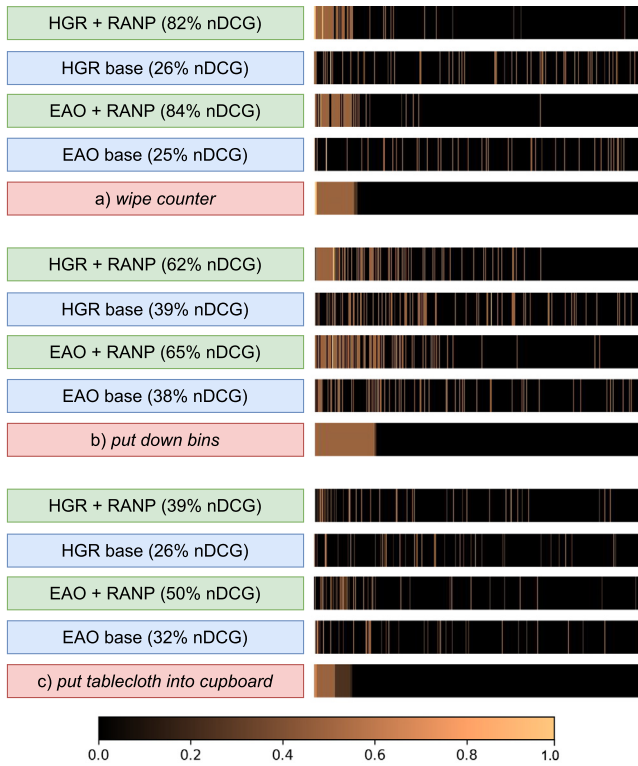 HGR + RANP (82% nDCG)
HGR base (26% nDCG)
EAO + RANP (84% nDCG)
EAO base (25% nDCG)
a) wipe counter
HGR + RANP (62% nDCG)
HGR base (39% nDCG)
EAO + RANP (65% nDCG)
EAO base (38% nDCG)
b) put down bins
HGR + RANP (39% nDCG)
HGR base (26% nDCG)
EAO + RANP (50% nDCG)
EAO base (32% nDCG)
c) put tablecloth into cupboard
0.0 0.2 0.4 0.6 0.8 1.0